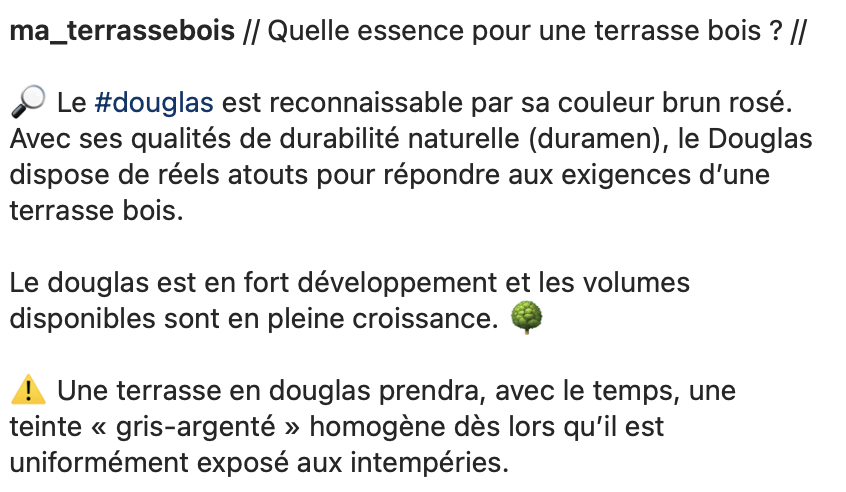 ma_terrassebois // Quelle essence pour une terrasse bois ? //
🔎 Le #douglas est reconnaissable par sa couleur brun rosé.
Avec ses qualités de durabilité naturelle (duramen), le Douglas
dispose de réels atouts pour répondre aux exigences d’une
terrasse bois.
Le douglas est en fort développement et les volumes
disponibles sont en pleine croissance. 🌳
⚠️ Une terrasse en douglas prendra, avec le temps, une
teinte « gris-argenté » homogène dès lors qu’il est
uniformément exposé aux intempéries.